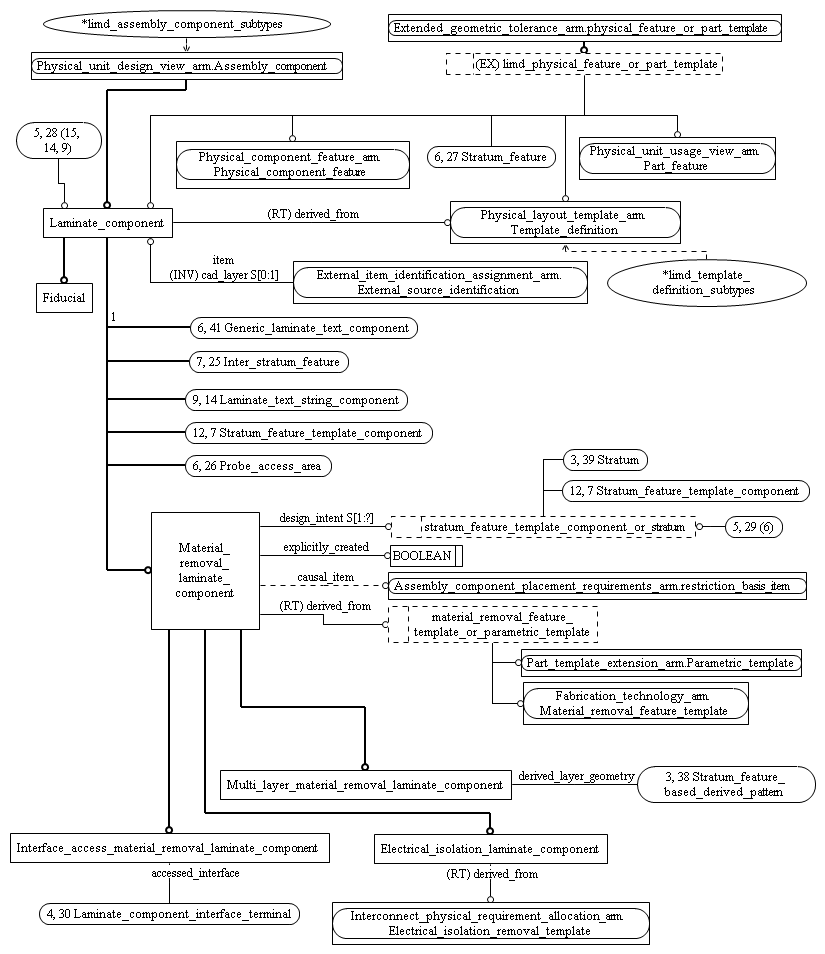 *limd_assembly_component_subtypes
Extended_geometric_tolerance_arm.physical_feature_or_part_template
Physical_unit_design_view_arm.Assembly_component
(EX) limd_physical_feature_or_part_template
5, 28 (15,
14, 9)
Physical_component_feature_arm.
Physical_component_feature
6, 27 Stratum_feature
Physical_unit_usage_view_arm.
Part_feature
Laminate_component
(RT) derived_from
Physical_layout_template_arm.
Template_definition
item
(INV) cad_layer S[0:1]
External_item_identification_assignment_arm.
External_source_identification
*limd_template_
definition_subtypes
Fiducial
1
6, 41 Generic_laminate_text_component
7, 25 Inter_stratum_feature
9, 14 Laminate_text_string_component
12, 7 Stratum_feature_template_component
6, 26 Probe_access_area
3, 39 Stratum
12, 7 Stratum_feature_template_component
Material_
removal_
laminate_
component
design_intent S[1:?]
stratum_feature_template_component_or_stratum
5, 29 (6)
explicitly_created
BOOLEAN
causal_item
Assembly_component_placement_requirements_arm.restriction_basis_item
(RT) derived_from
material_removal_feature_
template_or_parametric_template
Part_template_extension_arm.Parametric_template
Fabrication_technology_arm.
Material_removal_feature_template
Multi_layer_material_removal_laminate_component
derived_layer_geometry
3, 38 Stratum_feature_
based_derived_pattern
Interface_access_material_removal_laminate_component
Electrical_isolation_laminate_component
accessed_interface
(RT) derived_from
4, 30 Laminate_component_interface_terminal
Interconnect_physical_requirement_allocation_arm.
Electrical_isolation_removal_template